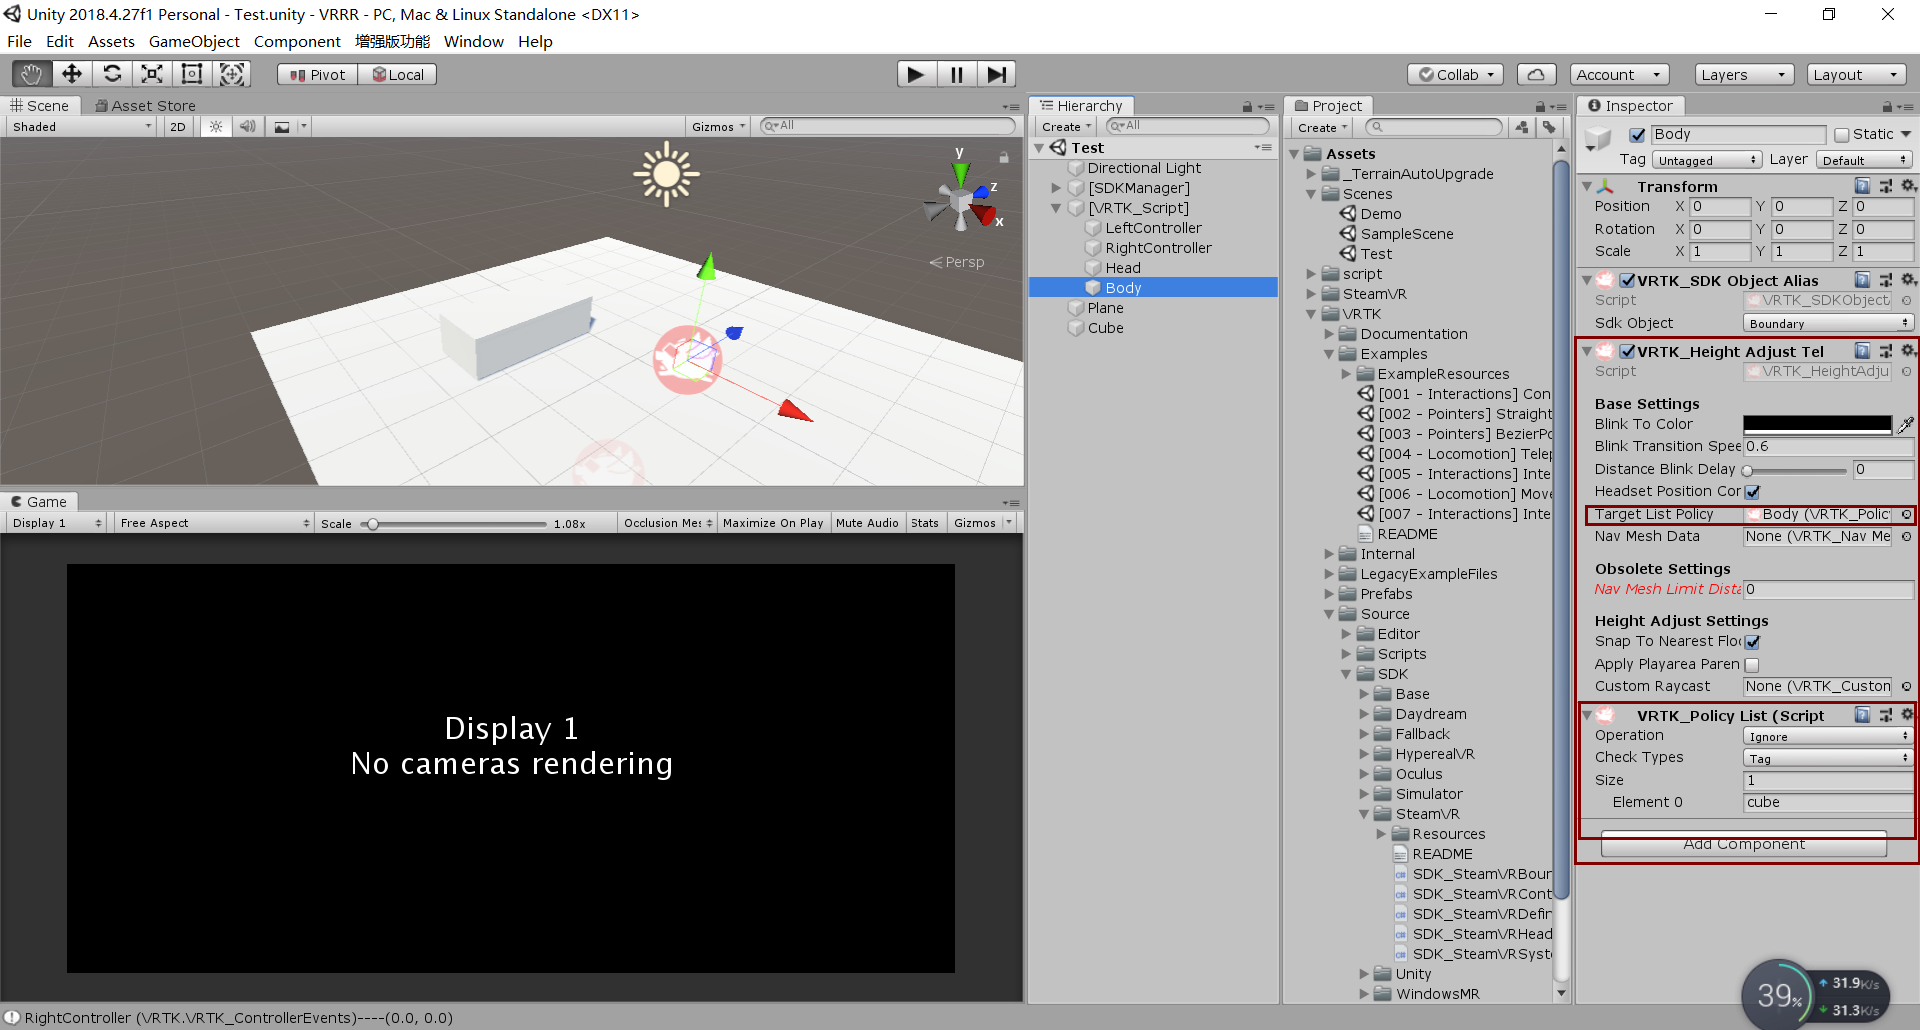 Unity 2018.4.27f1 Personal - Test.unity - VRRR - PC, Mac & Linux Standalone <DX11>
File Edit Assets GameObject Component 增强版功能 Window Help
Pivot Local Collab Account Layers Layout
Scene Asset Store
Shaded 2D Gizmos All
y
z
x
Persp
Game
Display 1 Free Aspect Scale 1.08x Occlusion Mes Maximize On Play Mute Audio Stats Gizmos
Display 1
No cameras rendering
Hierarchy
Create All
Test
Directional Light
[SDKManager]
[VRTK_Script]
LeftController
RightController
Head
Body
Plane
Cube
Project
Create
Assets
_TerrainAutoUpgrade
Scenes
Demo
SampleScene
Test
script
SteamVR
VRTK
Documentation
Examples
ExampleResources
[001 - Interactions] Con
[002 - Pointers] Straight
[003 - Pointers] BezierPo
[004 - Locomotion] Telep
[005 - Interactions] Inte
[006 - Locomotion] Move
[007 - Interactions] Inte
README
Internal
LegacyExampleFiles
Prefabs
Source
Editor
Scripts
SDK
Base
Daydream
Fallback
HyperealVR
Oculus
Simulator
SteamVR
Resources
README
SDK_SteamVRBour
SDK_SteamVRCont
SDK_SteamVRDefin
SDK_SteamVRHead
SDK_SteamVRSyst
Unity
WindowsMR
Inspector
Body Static
Tag Untagged Layer Default
Transform
Position X 0 Y 0 Z 0
Rotation X 0 Y 0 Z 0
Scale X 1 Y 1 Z 1
VRTK_SDK Object Alias
Script VRTK_SDKObject
Sdk Object Boundary
VRTK_Height Adjust Tel
Script VRTK_HeightAdju
Base Settings
Blink To Color
Blink Transition Spee 0.6
Distance Blink Delay 0
Headset Position Cor
Target List Policy Body (VRTK_Polic
Nav Mesh Data None (VRTK_Nav Me
Obsolete Settings
Nav Mesh Limit Dista 0
Height Adjust Settings
Snap To Nearest Floo
Apply Playarea Paren
Custom Raycast None (VRTK_Custon
VRTK_Policy List (Script
Operation Ignore
Check Types Tag
Size 1
Element 0 cube
Add Component
39% 31.9K/s
31.3K/s
RightController (VRTK.VRTK_ControllerEvents)----(0.0, 0.0)